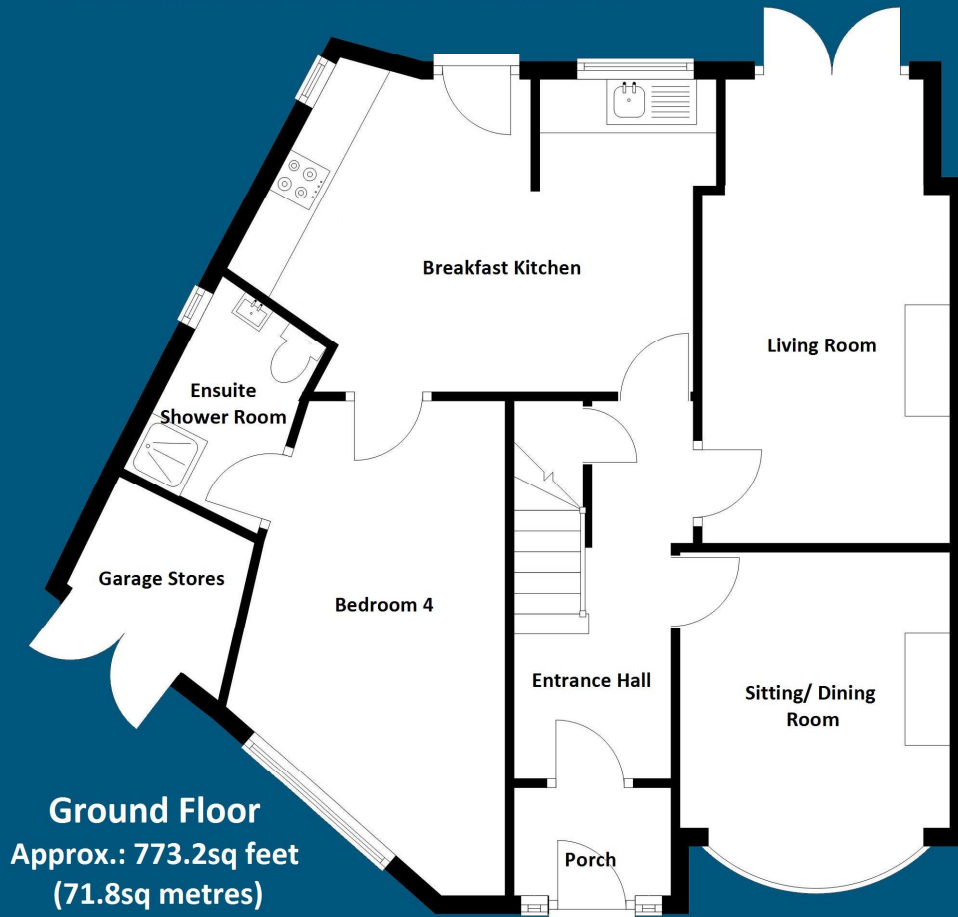 Breakfast Kitchen
Living Room
Ensuite
Shower Room
Garage Stores
Bedroom 4
Entrance Hall
Sitting/ Dining
Room
Porch
Ground Floor
Approx.: 773.2sq feet
(71.8sq metres)